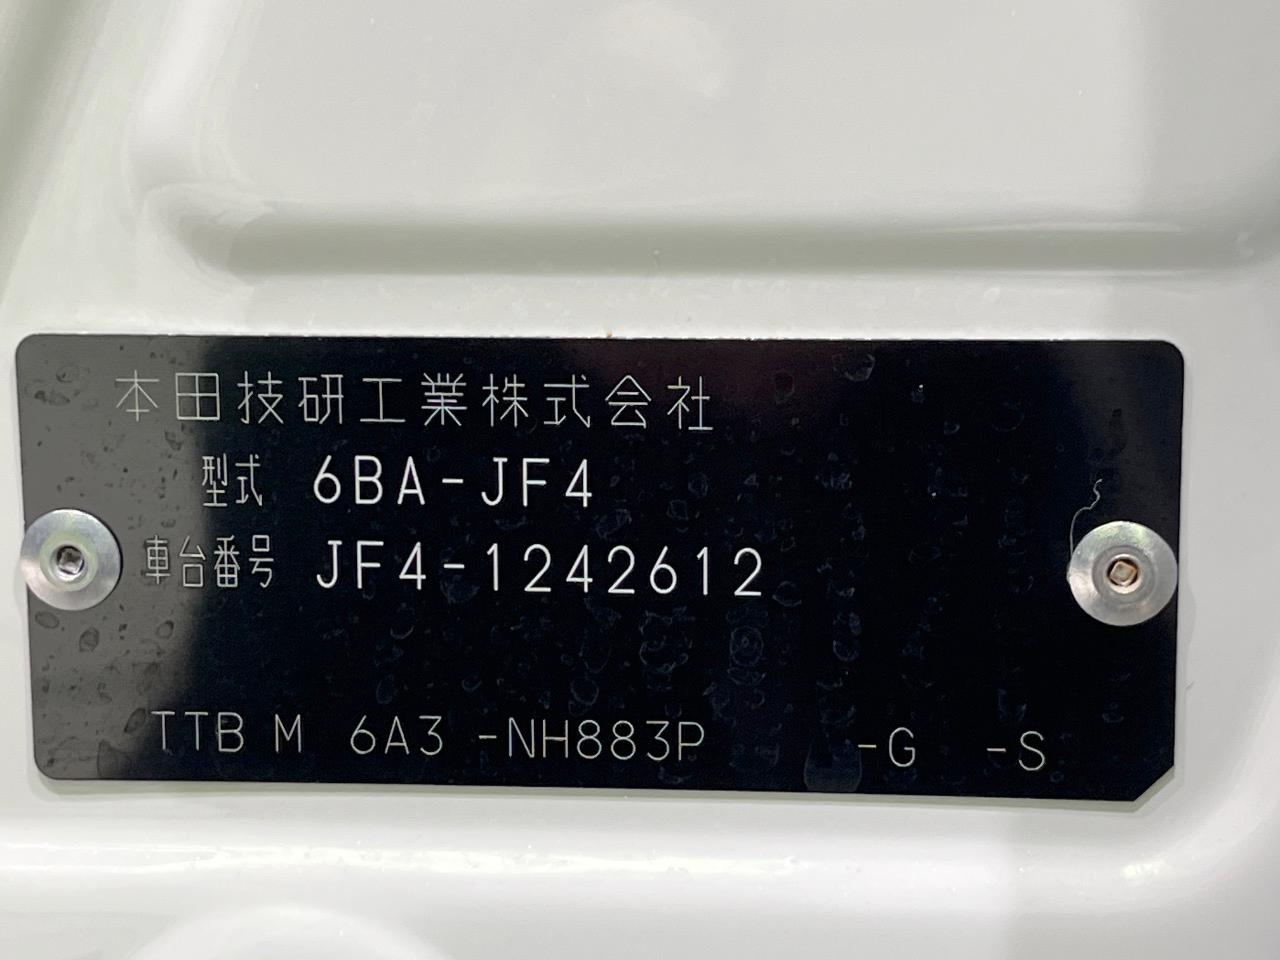 本田技研工業株式会社
型式 6BA-JF4
車台番号 JF4-1242612
TTB M 6A3 -NH883P -G -S